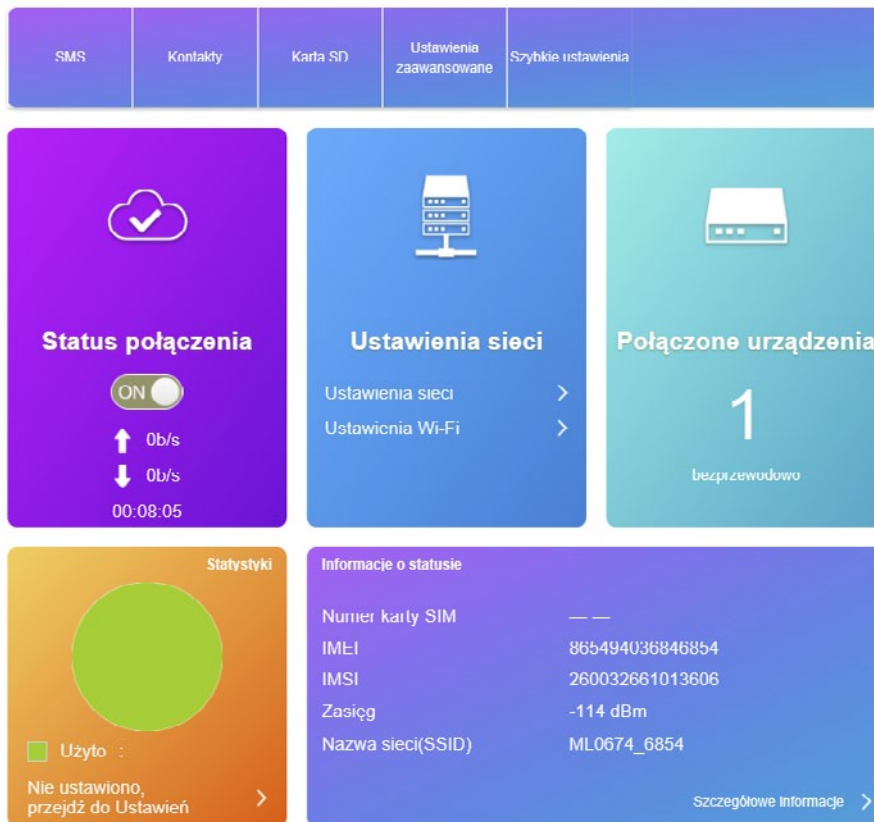 SMS
Kontakty
Karta SD
Ustawienia
zaawansowane
Szybkie ustawienia
Status połączenia
ON
0b/s
0b/s
00:08:05
Ustawienia sieci
Ustawienia sieci
Ustawienia Wi-Fi
Połączone urządzenia
1
bezprzewodowo
Statystyki
Użyto :
Nie ustawiono,
przejdź do Ustawień
Informacje o statusie
Numer karty SIM — —
IMEI 865494036846854
IMSI 260032661013606
Zasięg -114 dBm
Nazwa sieci(SSID) ML0674_6854
Szczegółowe Informacje